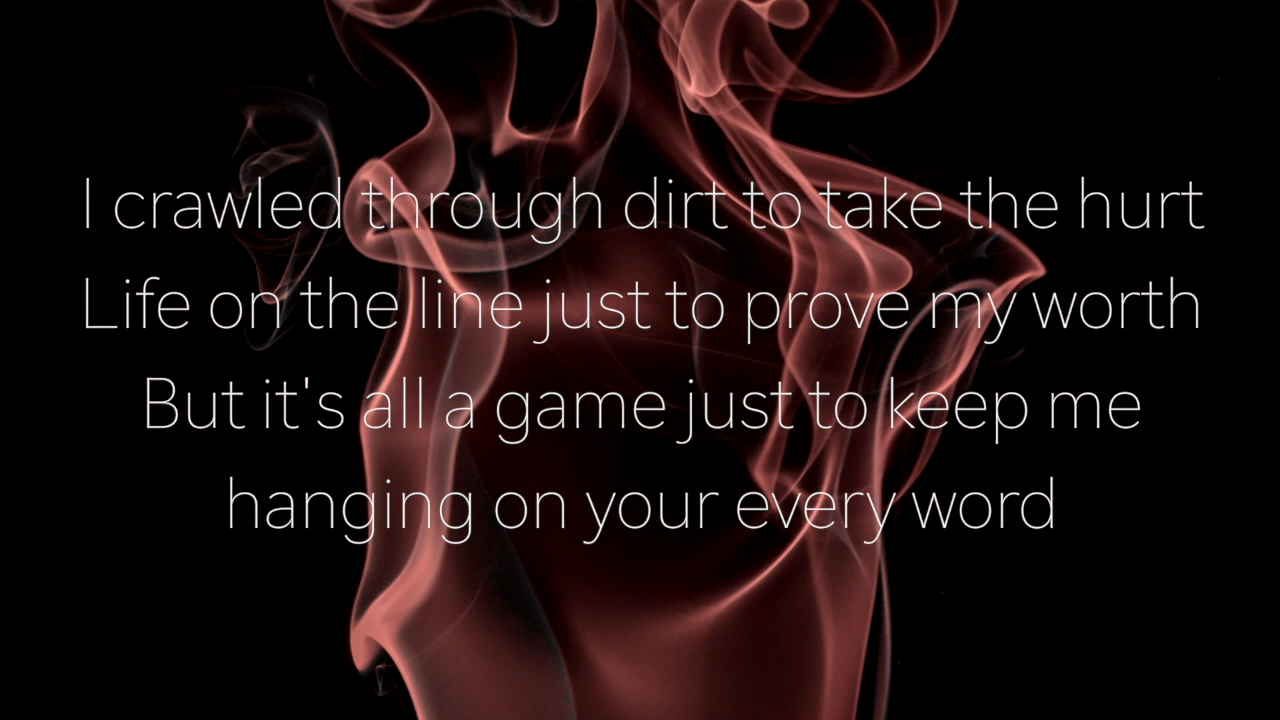 I crawled through dirt to take the hurt
Life on the line just to prove my worth
But it's all a game just to keep me
hanging on your every word